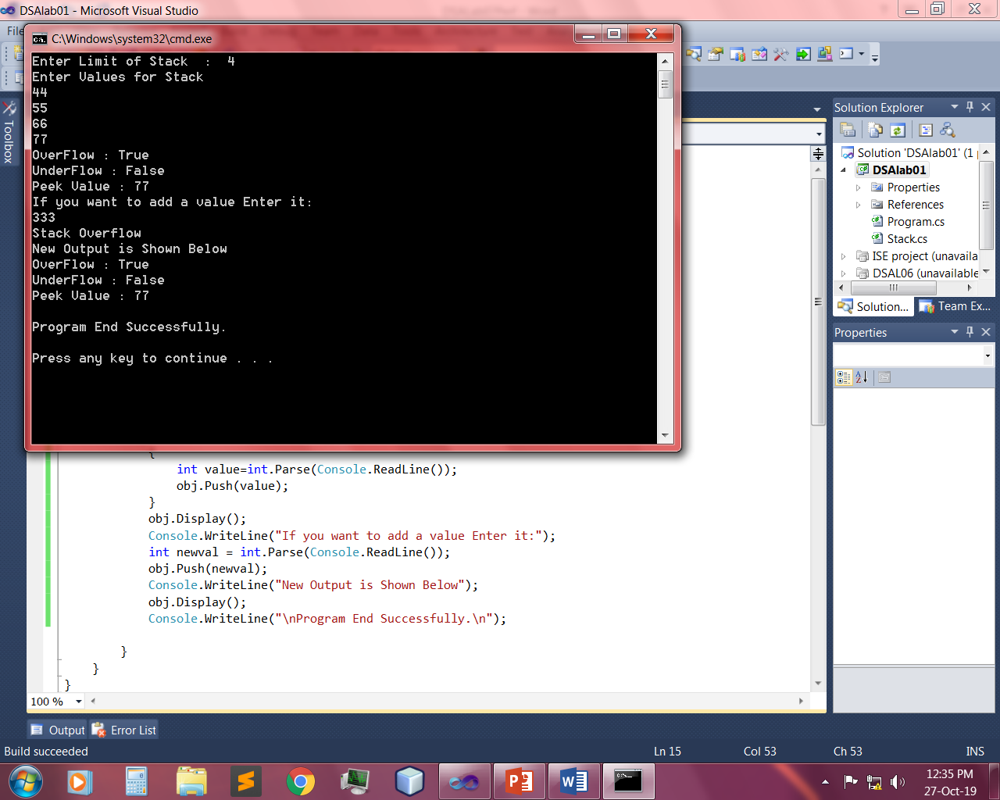 DSAlab01 - Microsoft Visual Studio
C:\Windows\system32\cmd.exe
Enter Limit of Stack  :  4
Enter Values for Stack
44
55
66
77
OverFlow : True
UnderFlow : False
Peek Value : 77
If you want to add a value Enter it:
333
Stack Overflow
New Output is Shown Below
OverFlow : True
UnderFlow : False
Peek Value : 77
Program End Successfully.
Press any key to continue . . .
Toolbox
{
int value=int.Parse(Console.ReadLine());
obj.Push(value);
}
obj.Display();
Console.WriteLine("If you want to add a value Enter it:");
int newval = int.Parse(Console.ReadLine());
obj.Push(newval);
Console.WriteLine("New Output is Shown Below");
obj.Display();
Console.WriteLine("\nProgram End Successfully.\n");
}
}
}
100 %
Solution Explorer
Solution 'DSAlab01' (1
DSAlab01
Properties
References
Program.cs
Stack.cs
ISE project (unavaila
DSAL06 (unavailable
Solution...
Team Ex...
Properties
Output
Error List
Build succeeded
Ln 15
Col 53
Ch 53
INS
12:35 PM
27-Oct-19